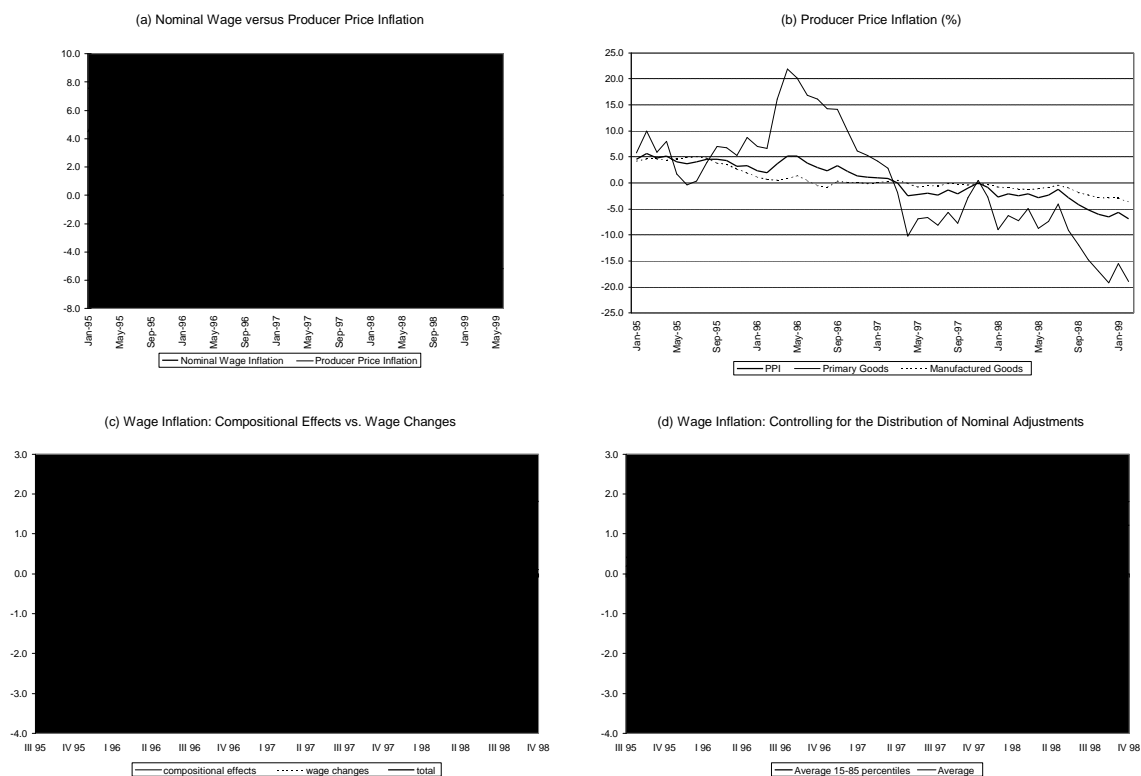 (a) Nominal Wage versus Producer Price Inflation
10.0
8.0
6.0
4.0
2.0
0.0
-2.0
-4.0
-6.0
-8.0
Jan-95
May-95
Sep-95
Jan-96
May-96
Sep-96
Jan-97
May-97
Sep-97
Jan-98
May-98
Sep-98
Jan-99
May-99
Nominal Wage Inflation
Producer Price Inflation
(b) Producer Price Inflation (%)
25.0
20.0
15.0
10.0
5.0
0.0
-5.0
-10.0
-15.0
-20.0
-25.0
Jan-95
May-95
Sep-95
Jan-96
May-96
Sep-96
Jan-97
May-97
Sep-97
Jan-98
May-98
Sep-98
Jan-99
PPI
Primary Goods
Manufactured Goods
(c) Wage Inflation: Compositional Effects vs. Wage Changes
3.0
2.0
1.0
0.0
-1.0
-2.0
-3.0
-4.0
III 95
IV 95
I 96
II 96
III 96
IV 96
I 97
II 97
III 97
IV 97
I 98
II 98
III 98
IV 98
compositional effects
wage changes
total
(d) Wage Inflation: Controlling for the Distribution of Nominal Adjustments
3.0
2.0
1.0
0.0
-1.0
-2.0
-3.0
-4.0
III 95
IV 95
I 96
II 96
III 96
IV 96
I 97
II 97
III 97
IV 97
I 98
II 98
III 98
IV 98
Average 15-85 percentiles
Average